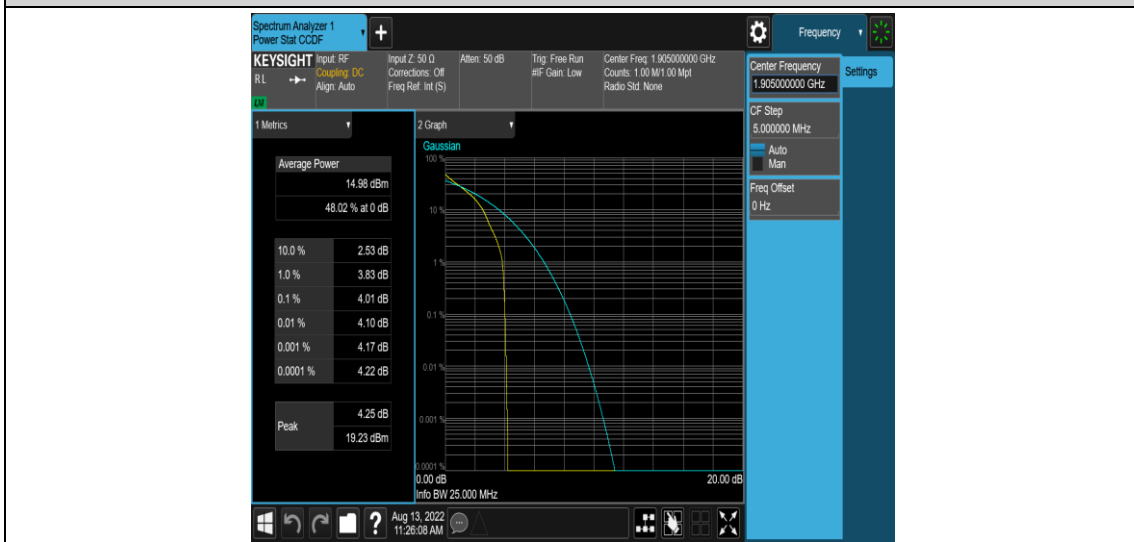 Spectrum Analyzer 1
Power Stat CCDF
+
Frequency
KEYSIGHT
RL
Input: RF
Coupling: DC
Align: Auto
Input Z: 50 Ω
Corrections: Off
Freq Ref: Int (S)
Atten: 50 dB
Trig: Free Run
#IF Gain: Low
Center Freq: 1.905000000 GHz
Counts: 1.00 M/1.00 Mpt
Radio Std: None
Center Frequency
1.905000000 GHz
Settings
CF Step
5.000000 MHz
Auto
Man
Freq Offset
0 Hz
1 Metrics
Average Power
14.98 dBm
48.02 % at 0 dB
10.0 % 2.53 dB
1.0 % 3.83 dB
0.1 % 4.01 dB
0.01 % 4.10 dB
0.001 % 4.17 dB
0.0001 % 4.22 dB
Peak
4.25 dB
19.23 dBm
2 Graph
Gaussian
100 %
10 %
1 %
0.1 %
0.01 %
0.001 %
0.0001 %
0.00 dB 20.00 dB
Info BW 25.000 MHz
?
Aug 13, 2022
11:26:08 AM